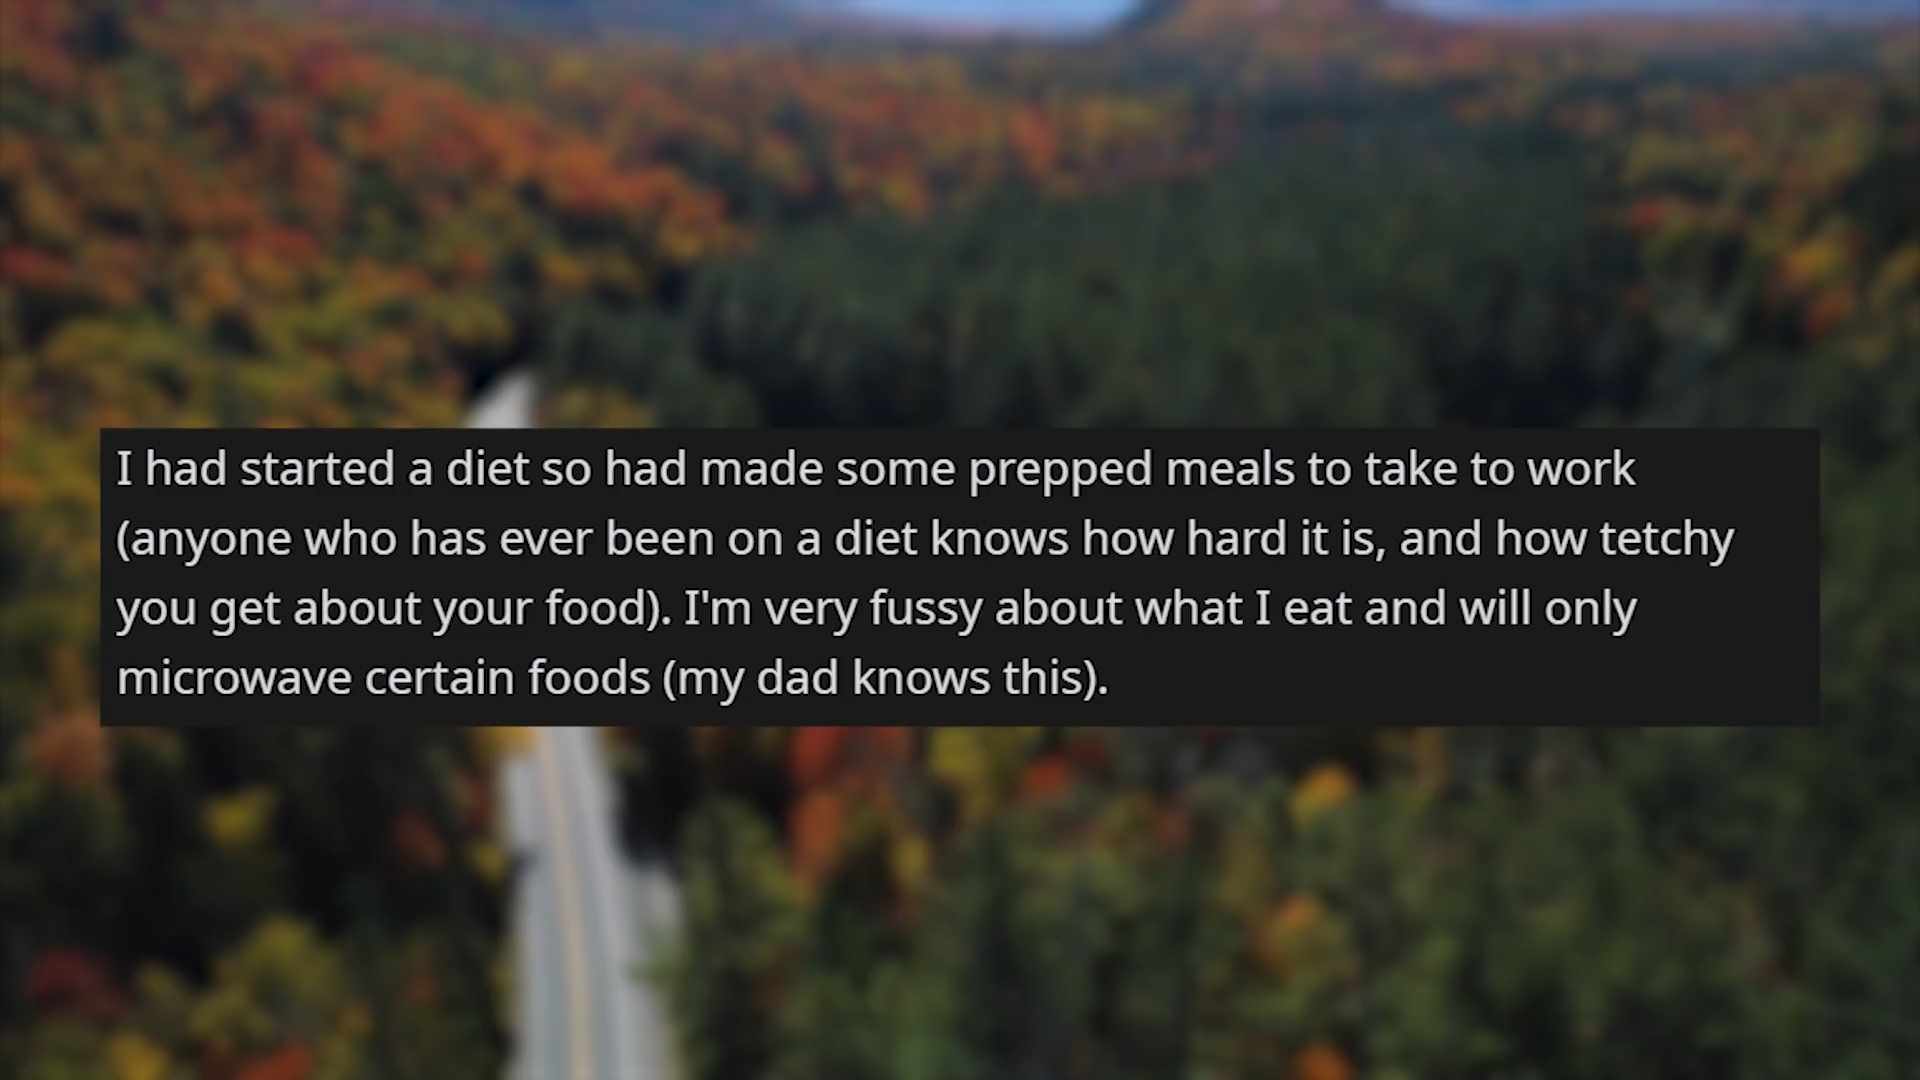 I had started a diet so had made some prepped meals to take to work
(anyone who has ever been on a diet knows how hard it is, and how tetchy
you get about your food). I'm very fussy about what I eat and will only
microwave certain foods (my dad knows this).